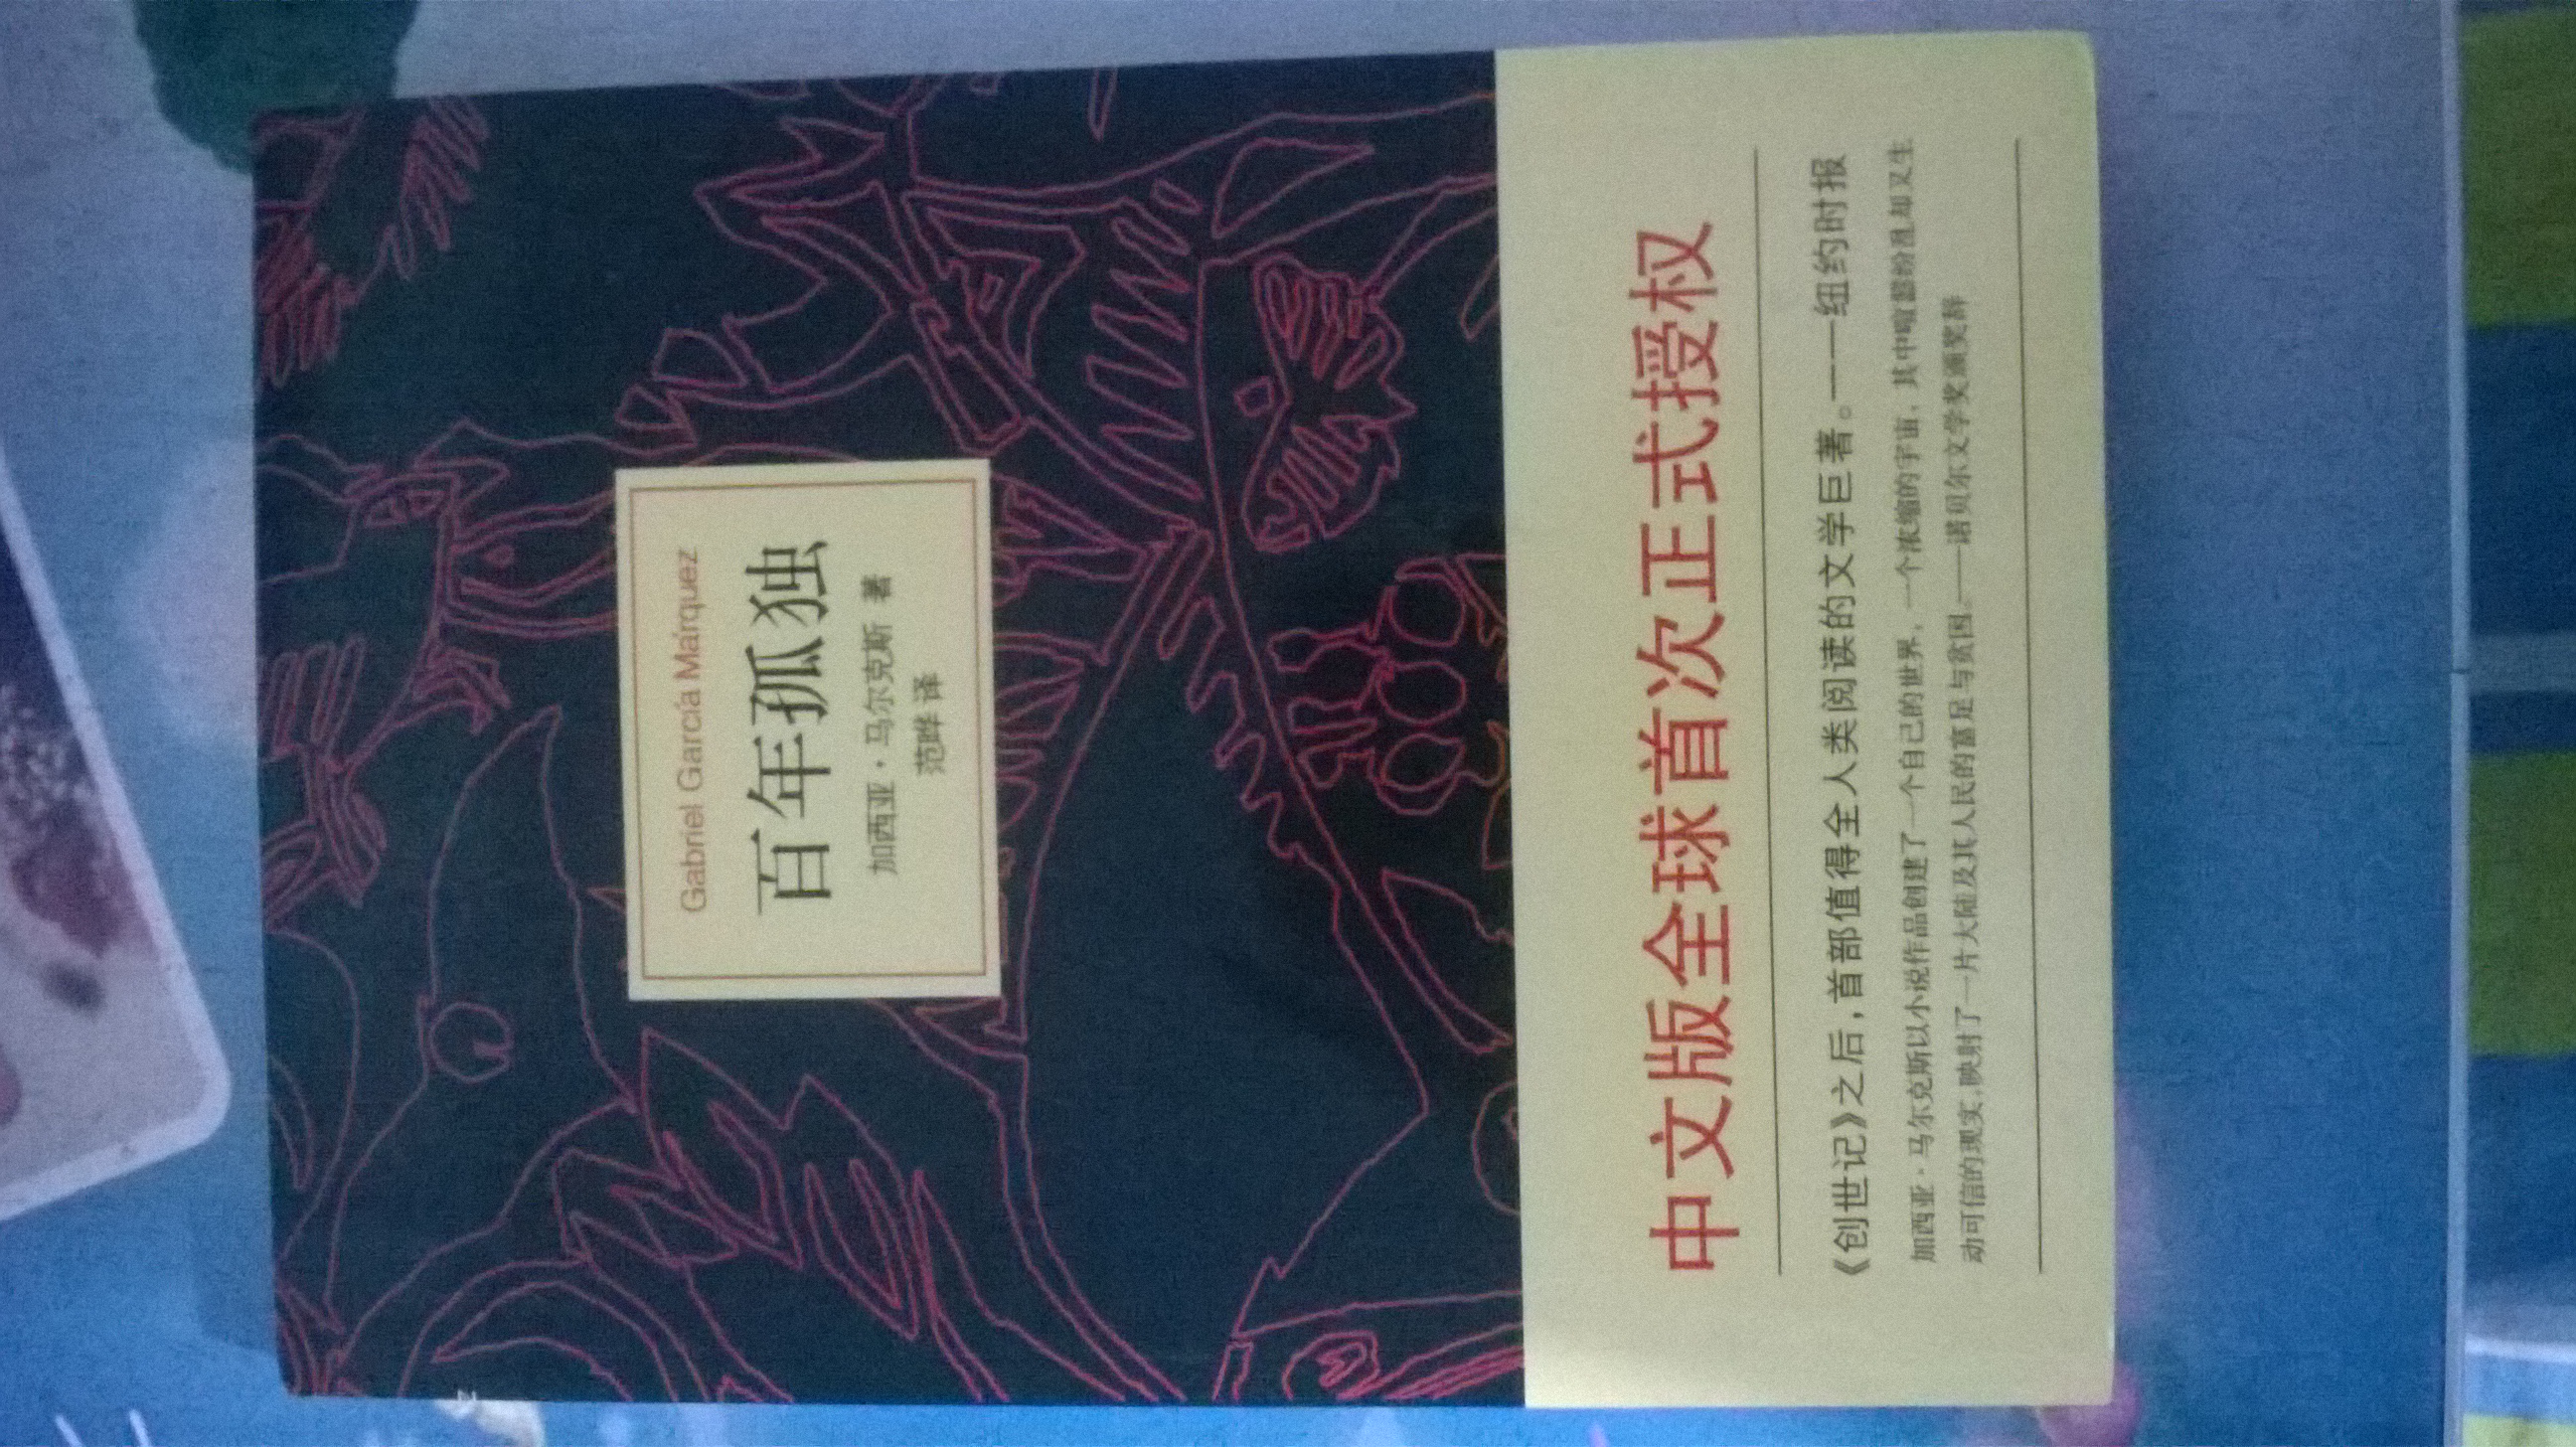 Gabriel García Márquez
百年孤独
加西亚·马尔克斯 著
范晔 译
中文版全球首次正式授权
《创世记》之后，首部值得全人类阅读的文学巨著。——纽约时报
加西亚·马尔克斯以小说作品创建了一个自己的世界，一个浓缩的宇宙，其中喧嚣纷乱却又生
动可信的现实，映射了一片大陆及其人民的富足与贫困。——诺贝尔文学奖颁奖辞